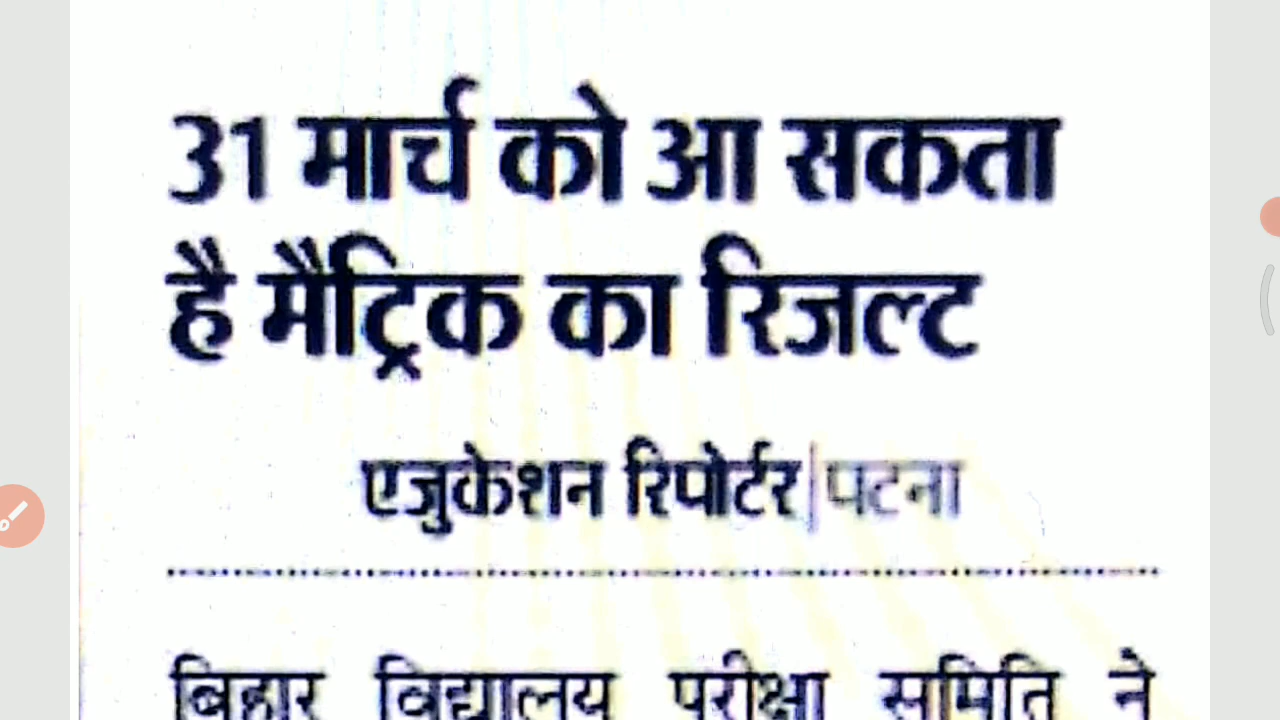 31 मार्च को आ सकता
है मैट्रिक का रिजल्ट
एजुकेशन रिपोर्टर|पटना
बिहार विद्यालय परीक्षा समिति ने